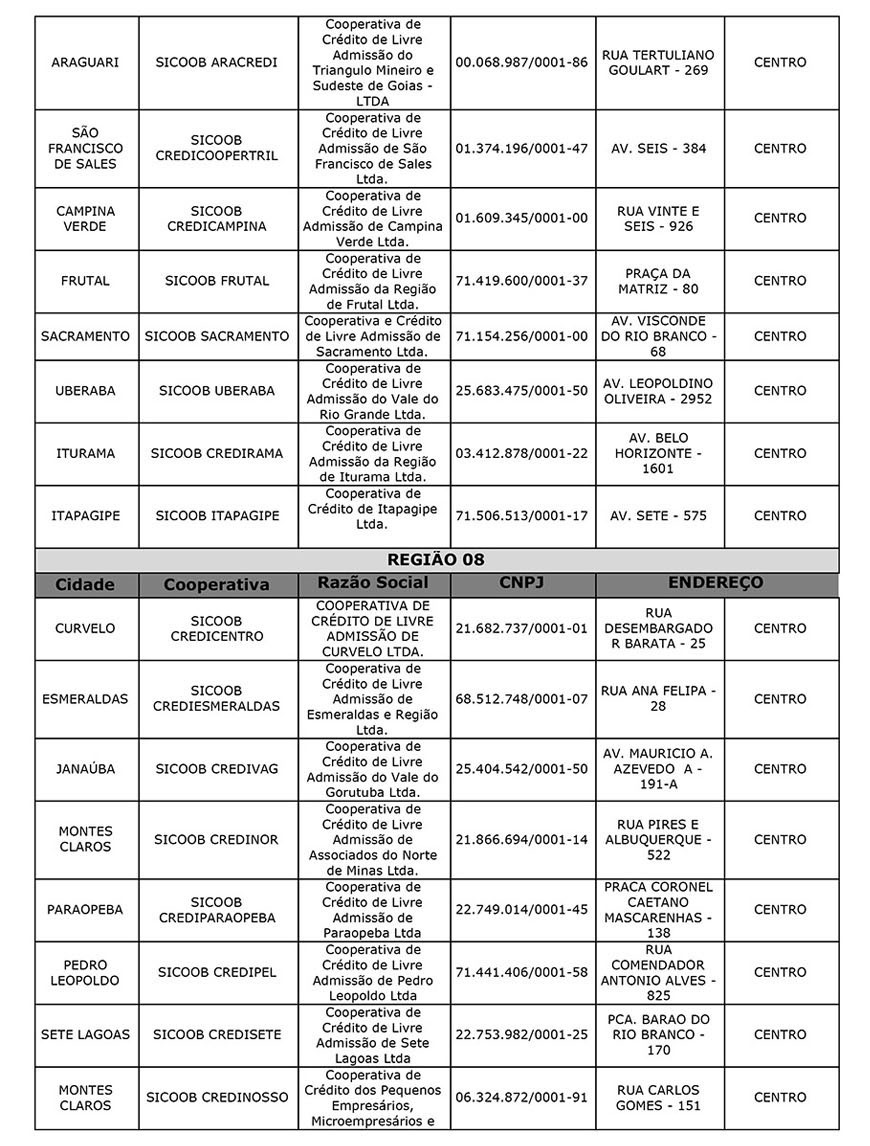 ARAGUARI
SICOOB ARACREDI
Cooperativa de
Crédito de Livre
Admissão do
Triangulo Mineiro e
Sudeste de Goias -
LTDA
00.068.987/0001-86
RUA TERTULIANO
GOULART - 269
CENTRO
SÃO
FRANCISCO
DE SALES
SICOOB
CREDICOOPERTRIL
Cooperativa de
Crédito de Livre
Admissão de São
Francisco de Sales
Ltda.
01.374.196/0001-47
AV. SEIS - 384
CENTRO
CAMPINA
VERDE
SICOOB
CREDICAMPINA
Cooperativa de
Crédito de Livre
Admissão de Campina
Verde Ltda.
01.609.345/0001-00
RUA VINTE E
SEIS - 926
CENTRO
FRUTAL
SICOOB FRUTAL
Cooperativa de
Crédito de Livre
Admissão da Região
de Frutal Ltda.
71.419.600/0001-37
PRAÇA DA
MATRIZ - 80
CENTRO
SACRAMENTO
SICOOB SACRAMENTO
Cooperativa e Crédito
de Livre Admissão de
Sacramento Ltda.
71.154.256/0001-00
AV. VISCONDE
DO RIO BRANCO -
68
CENTRO
UBERABA
SICOOB UBERABA
Cooperativa de
Crédito de Livre
Admissão do Vale do
Rio Grande Ltda.
25.683.475/0001-50
AV. LEOPOLDINO
OLIVEIRA - 2952
CENTRO
ITURAMA
SICOOB CREDIRAMA
Cooperativa de
Crédito de Livre
Admissão da Região
de Iturama Ltda.
03.412.878/0001-22
AV. BELO
HORIZONTE -
1601
CENTRO
ITAPAGIPE
SICOOB ITAPAGIPE
Cooperativa de
Crédito de Itapagipe
Ltda.
71.506.513/0001-17
AV. SETE - 575
CENTRO
REGIÃO 08
Cidade
Cooperativa
Razão Social
CNPJ
ENDEREÇO
CURVELO
SICOOB
CREDICENTRO
COOPERATIVA DE
CRÉDITO DE LIVRE
ADMISSÃO DE
CURVELO LTDA.
21.682.737/0001-01
RUA
DESEMBARGADO
R BARATA - 25
CENTRO
ESMERALDAS
SICOOB
CREDIESMERALDAS
Cooperativa de
Crédito de Livre
Admissão de
Esmeraldas e Região
Ltda.
68.512.748/0001-07
RUA ANA FELIPA -
28
CENTRO
JANAÚBA
SICOOB CREDIVAG
Cooperativa de
Crédito de Livre
Admissão do Vale do
Gorutuba Ltda.
25.404.542/0001-50
AV. MAURICIO A.
AZEVEDO  A -
191-A
CENTRO
MONTES
CLAROS
SICOOB CREDINOR
Cooperativa de
Crédito de Livre
Admissão de
Associados do Norte
de Minas Ltda.
21.866.694/0001-14
RUA PIRES E
ALBUQUERQUE -
522
CENTRO
PARAOPEBA
SICOOB
CREDIPARAOPEBA
Cooperativa de
Crédito de Livre
Admissão de
Paraopeba Ltda
22.749.014/0001-45
PRACA CORONEL
CAETANO
MASCARENHAS -
138
CENTRO
PEDRO
LEOPOLDO
SICOOB CREDIPEL
Cooperativa de
Crédito de Livre
Admissão de Pedro
Leopoldo Ltda
71.441.406/0001-58
RUA
COMENDADOR
ANTONIO ALVES -
825
CENTRO
SETE LAGOAS
SICOOB CREDISETE
Cooperativa de
Crédito de Livre
Admissão de Sete
Lagoas Ltda
22.753.982/0001-25
PCA. BARAO DO
RIO BRANCO -
170
CENTRO
MONTES
CLAROS
SICOOB CREDINOSSO
Cooperativa de
Crédito dos Pequenos
Empresários,
Microempresários e
06.324.872/0001-91
RUA CARLOS
GOMES - 151
CENTRO